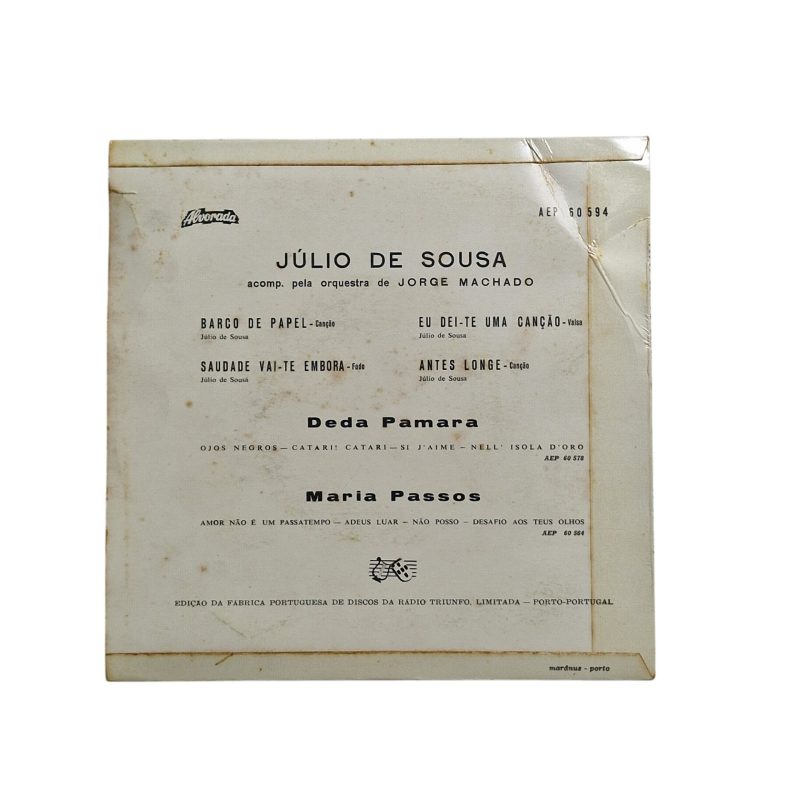 Alvorada
AEP 60 594
JÚLIO DE SOUSA
acomp. pela orquestra de JORGE MACHADO
BARCO DE PAPEL - Canção
Júlio de Sousa
EU DEI-TE UMA CANÇÃO - Valsa
Júlio de Sousa
SAUDADE VAI-TE EMBORA - Fado
Júlio de Sousa
ANTES LONGE - Canção
Júlio de Sousa
Deda Pamara
OJOS NEGROS — CATARI! CATARI — SI J'AIME — NELL' ISOLA D'ORO
AEP 60 578
Maria Passos
AMOR NÃO É UM PASSATEMPO — ADEUS LUAR — NÃO POSSO — DESAFIO AOS TEUS OLHOS
AEP 60 564
EDIÇÃO DA FÁBRICA PORTUGUESA DE DISCOS DA RÁDIO TRIUNFO, LIMITADA — PORTO-PORTUGAL
marânus - porto